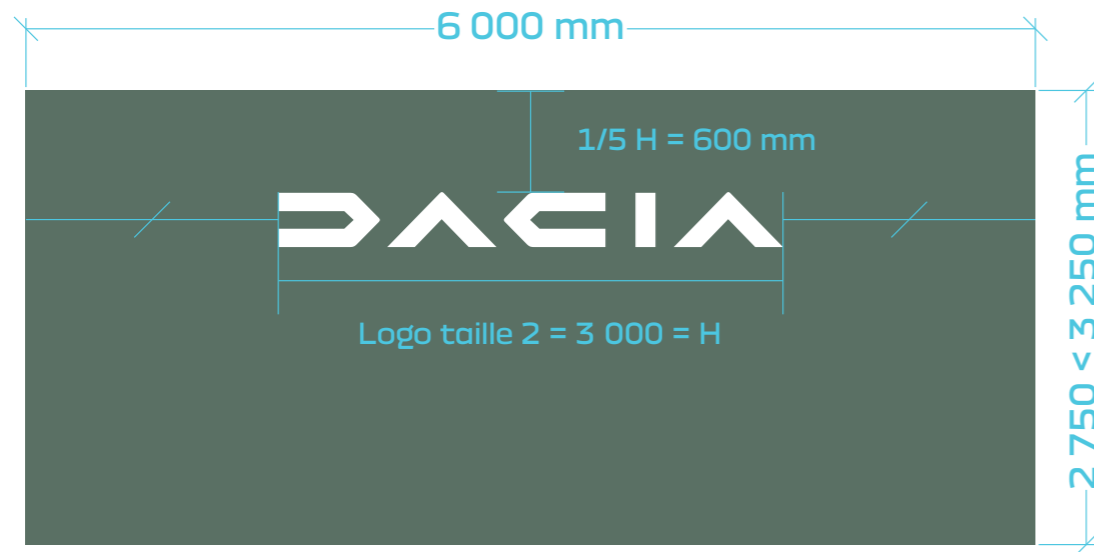 6 000 mm
1/5 H = 600 mm
DACIA
Logo taille 2 = 3 000 = H
2 750 < 3 250 mm